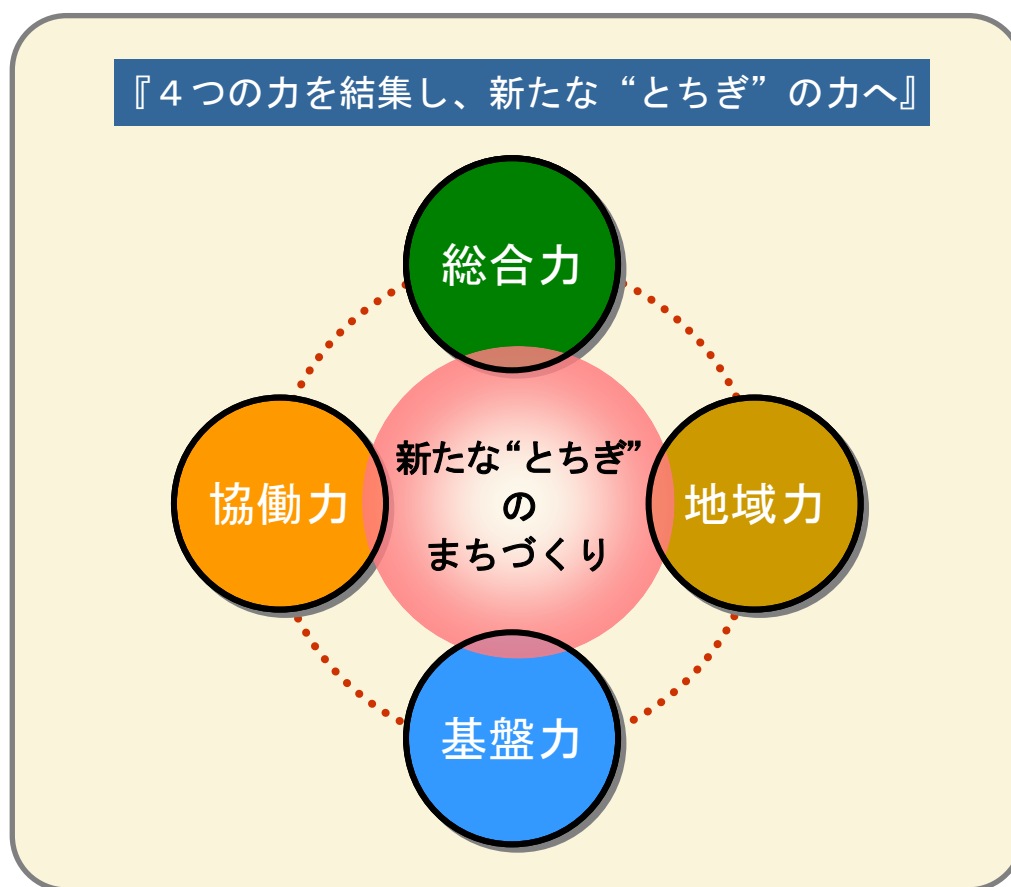 『４つの力を結集し、新たな“とちぎ”の力へ』
総合力
協働力
新たな“とちぎ”
の
まちづくり
地域力
基盤力